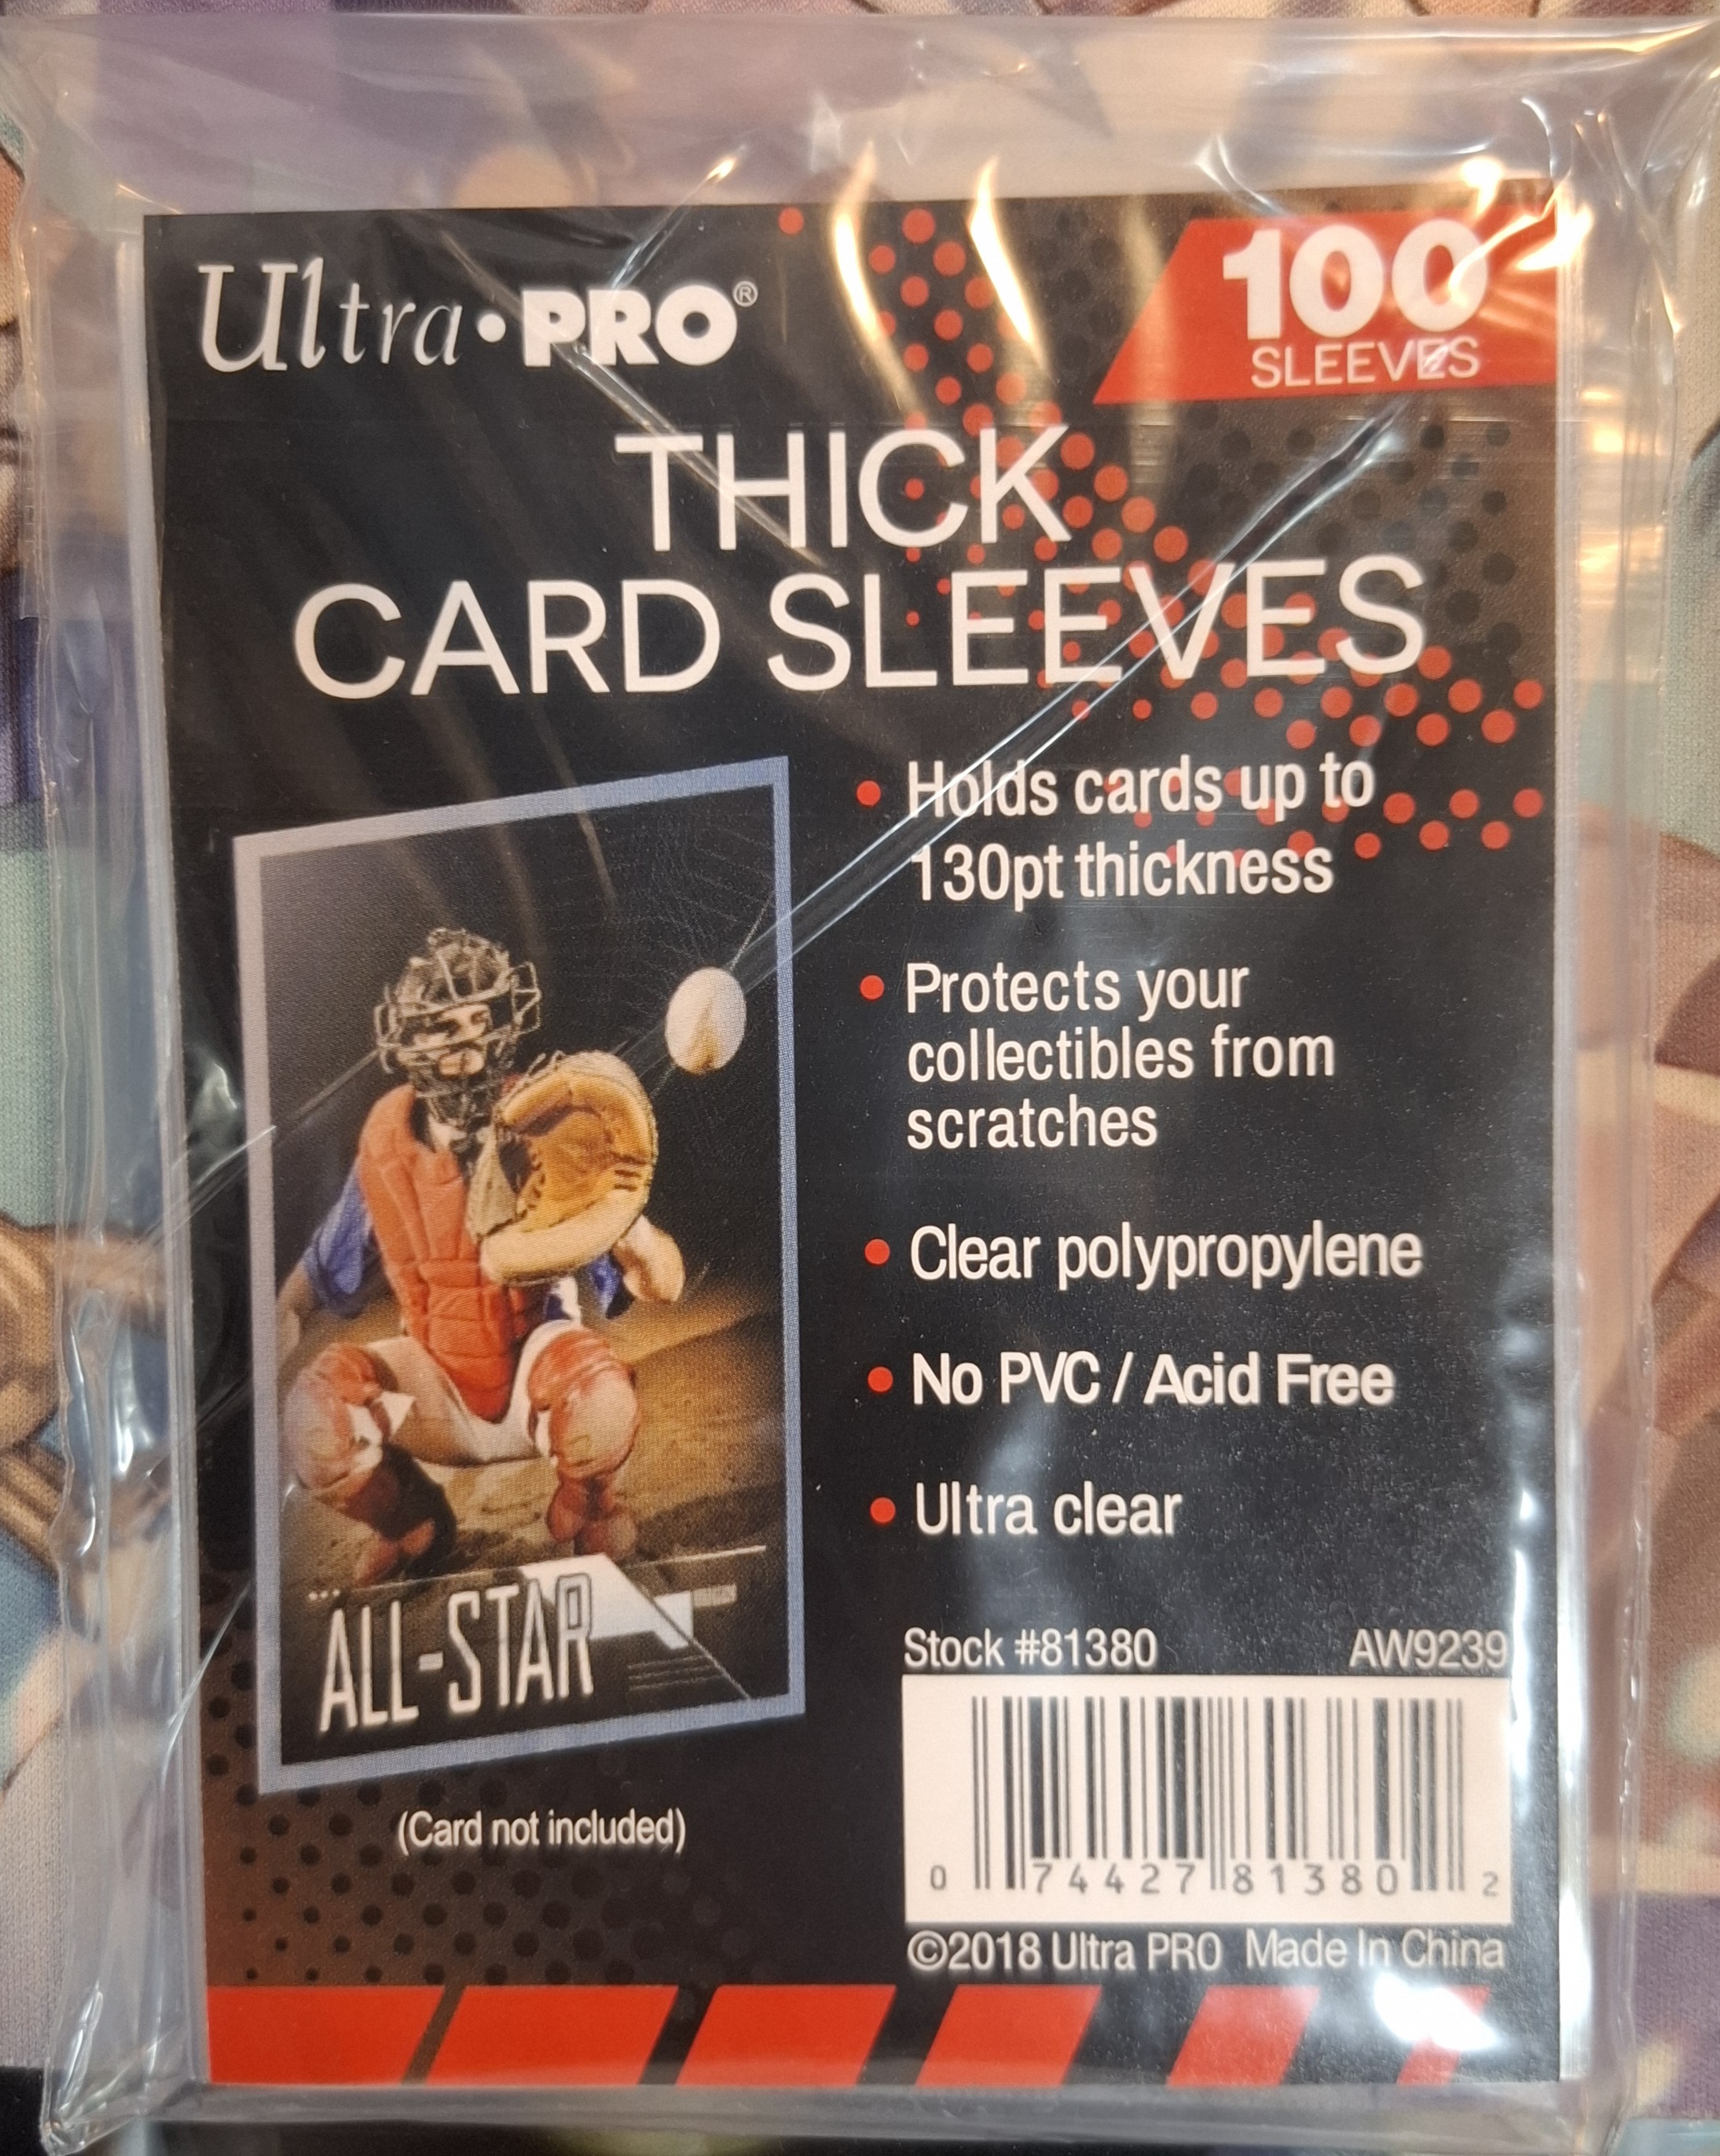 Ultra•PRO®
100
SLEEVES
THICK
CARD SLEEVES
• Holds cards up to
130pt thickness
• Protects your
collectibles from
scratches
• Clear polypropylene
• No PVC / Acid Free
• Ultra clear
ALL-STAR
(Card not included)
Stock #81380 AW9239
0 74427 81380 2
©2018 Ultra PRO Made In China